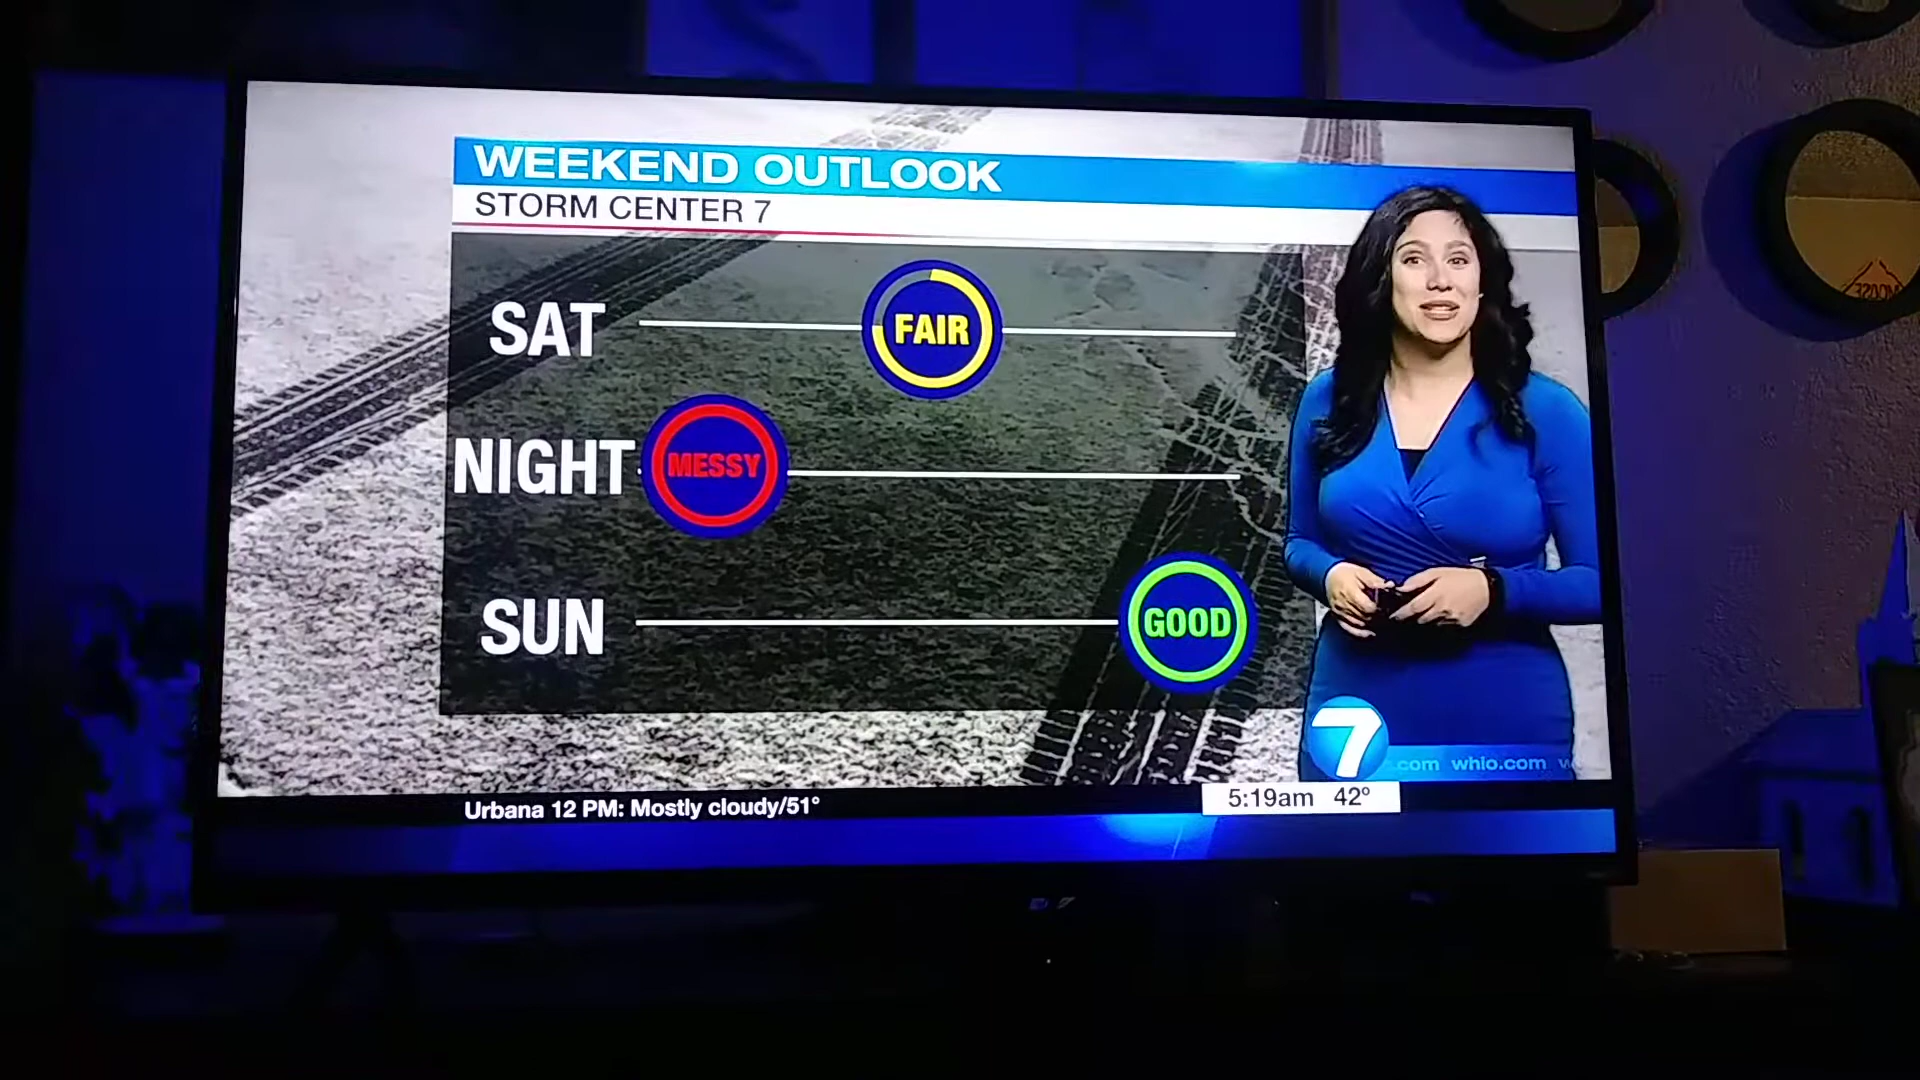 WEEKEND OUTLOOK
STORM CENTER 7
SAT
FAIR
NIGHT
MESSY
SUN
GOOD
7
.com whio.com w
Urbana 12 PM: Mostly cloudy/51°
5:19am 42°